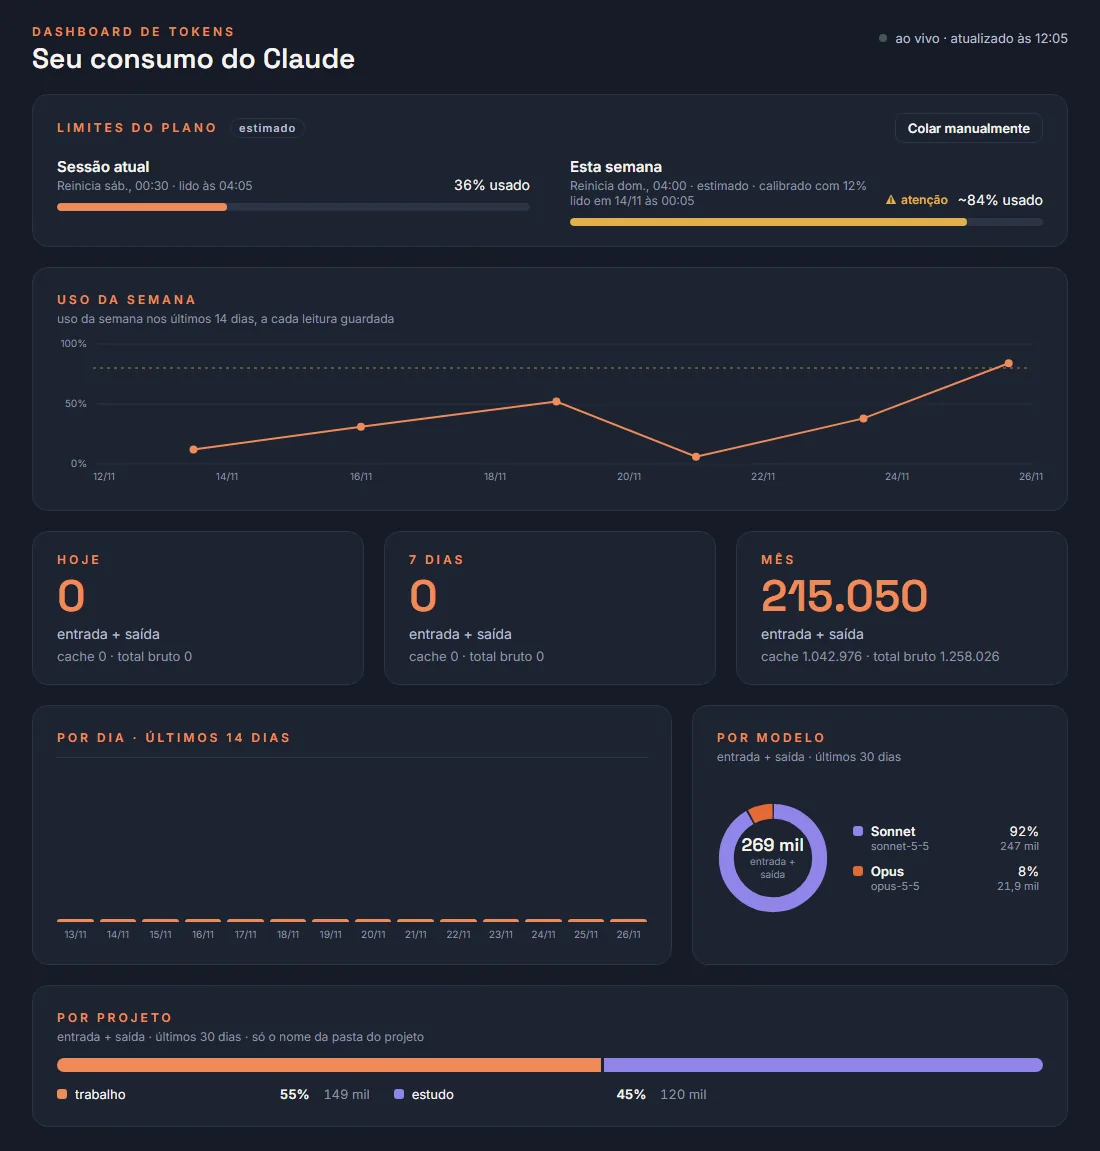 DASHBOARD DE TOKENS
Seu consumo do Claude
ao vivo · atualizado às 12:05
LIMITES DO PLANO
estimado
Colar manualmente
Sessão atual
Reinicia sáb., 00:30 · lido às 04:05
36% usado
Esta semana
Reinicia dom., 04:00 · estimado · calibrado com 12%
lido em 14/11 às 00:05
⚠ atenção
~84% usado
USO DA SEMANA
uso da semana nos últimos 14 dias, a cada leitura guardada
100%
50%
0%
12/11 14/11 16/11 18/11 20/11 22/11 24/11 26/11
HOJE
0
entrada + saída
cache 0 · total bruto 0
7 DIAS
0
entrada + saída
cache 0 · total bruto 0
MÊS
215.050
entrada + saída
cache 1.042.976 · total bruto 1.258.026
POR DIA · ÚLTIMOS 14 DIAS
13/11 14/11 15/11 16/11 17/11 18/11 19/11 20/11 21/11 22/11 23/11 24/11 25/11 26/11
POR MODELO
entrada + saída · últimos 30 dias
269 mil
entrada +
saída
Sonnet 92%
sonnet-5-5 247 mil
Opus 8%
opus-5-5 21,9 mil
POR PROJETO
entrada + saída · últimos 30 dias · só o nome da pasta do projeto
trabalho 55% 149 mil
estudo 45% 120 mil